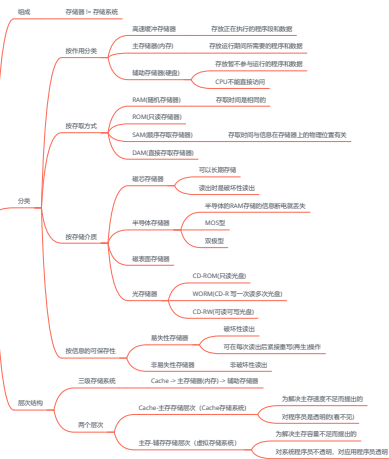 组成
存储器 != 存储系统
分类
按作用分类
高速缓冲存储器
存放正在执行的程序段和数据
主存储器(内存)
存放运行期间所需要的程序和数据
辅助存储器(硬盘)
存放暂不参与运行的程序和数据
CPU不能直接访问
按存取方式
RAM(随机存储器)
存取时间是相同的
ROM(只读存储器)
SAM(顺序存取存储器)
存取时间与信息在存储器上的物理位置有关
DAM(直接存取存储器)
按存储介质
磁芯存储器
可以长期存储
读出时是破坏性读出
半导体存储器
半导体的RAM存储的信息断电就丢失
MOS型
双极型
磁表面存储器
光存储器
CD-ROM(只读光盘)
WORM(CD-R 写一次读多次光盘)
CD-RW(可读可写光盘)
按信息的可保存性
易失性存储器
破坏性读出
可在每次读出后紧接重写(再生)操作
非易失性存储器
非破坏性读出
层次结构
三级存储系统
Cache -> 主存储器(内存) -> 辅助存储器
两个层次
Cache-主存存储层次（Cache存储系统）
为解决主存速度不足而提出的
对程序员是透明的(看不见)
主存-辅存存储层次（虚拟存储系统）
为解决主存容量不足而提出的
对系统程序员不透明，对应用程序员透明